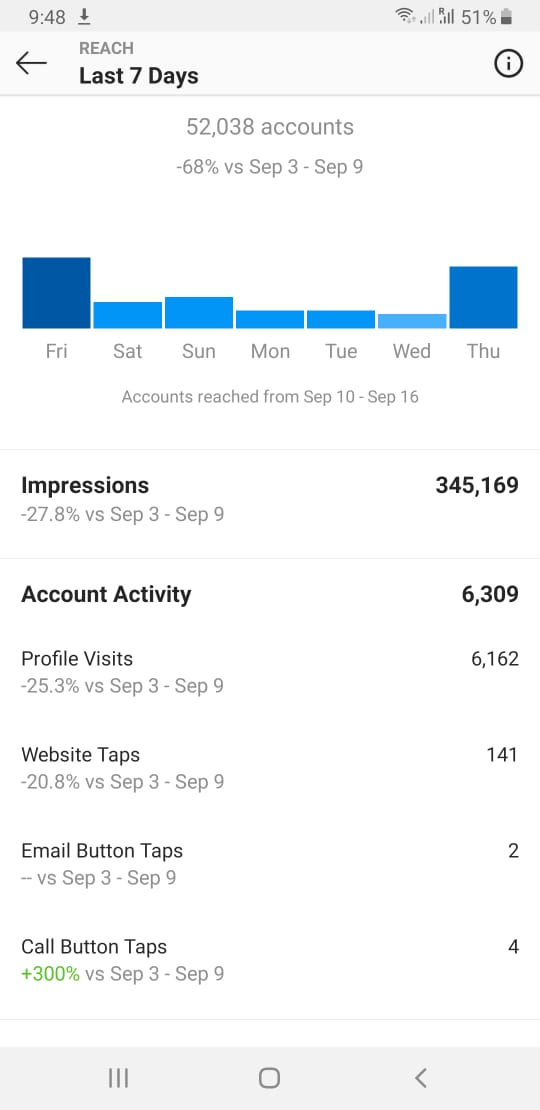 9:48 51%
REACH
Last 7 Days
52,038 accounts
-68% vs Sep 3 - Sep 9
Fri Sat Sun Mon Tue Wed Thu
Accounts reached from Sep 10 - Sep 16
Impressions 345,169
-27.8% vs Sep 3 - Sep 9
Account Activity 6,309
Profile Visits 6,162
-25.3% vs Sep 3 - Sep 9
Website Taps 141
-20.8% vs Sep 3 - Sep 9
Email Button Taps 2
-- vs Sep 3 - Sep 9
Call Button Taps 4
+300% vs Sep 3 - Sep 9